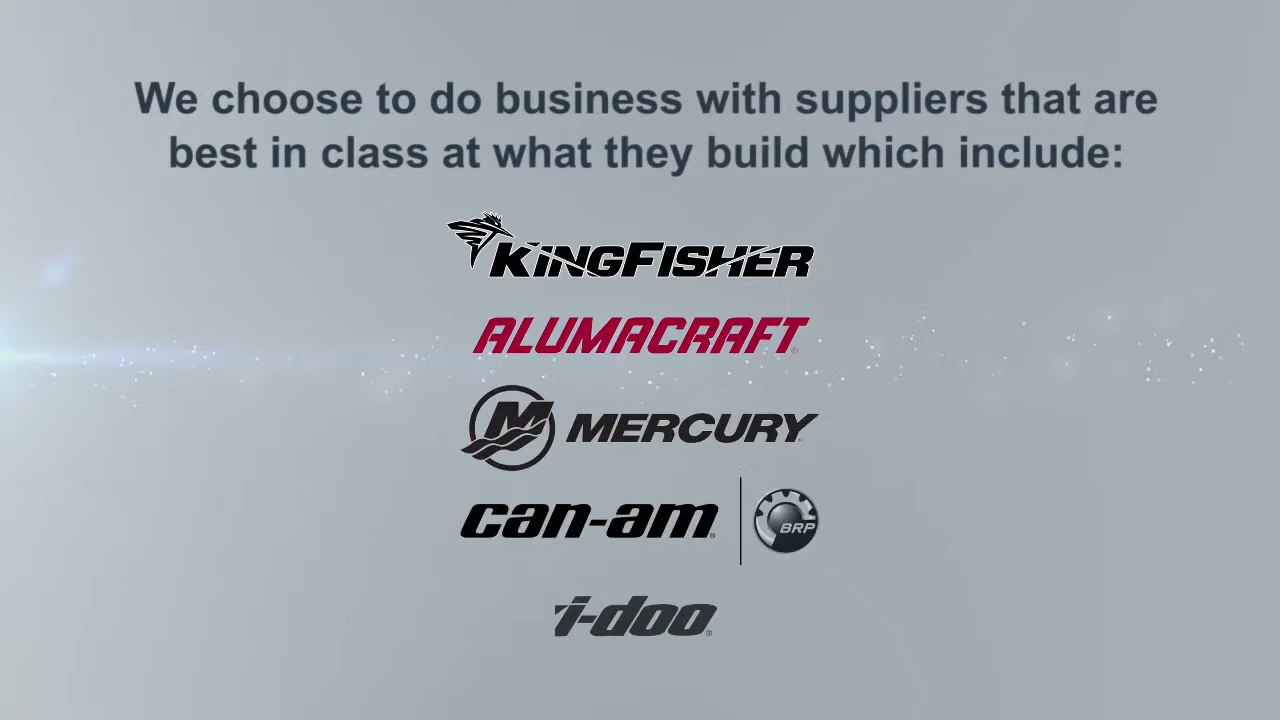 We choose to do business with suppliers that are
best in class at what they build which include:
KINGFISHER
ALUMACRAFT
MERCURY
can-am BRP
i-doo